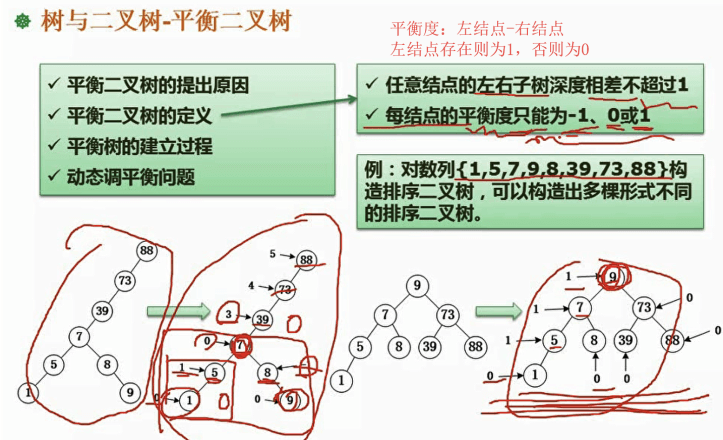 树与二叉树-平衡二叉树
平衡度：左结点-右结点
左结点存在则为1，否则为0
✓ 平衡二叉树的提出原因
✓ 平衡二叉树的定义
✓ 平衡树的建立过程
✓ 动态调平衡问题
✓ 任意结点的左右子树深度相差不超过1
✓ 每结点的平衡度只能为-1、0或1
例：对数列{1,5,7,9,8,39,73,88}构
造排序二叉树，可以构造出多棵形式不同
的排序二叉树。
88
73
39
7
5 8
1 9
5 88
4 73
3 39
0 7
1 5 8
1 0 9
9
7 73
5 8 39 88
1
1 9
1 7 73 0
1 5 8 39 88 0
0 1 0 0